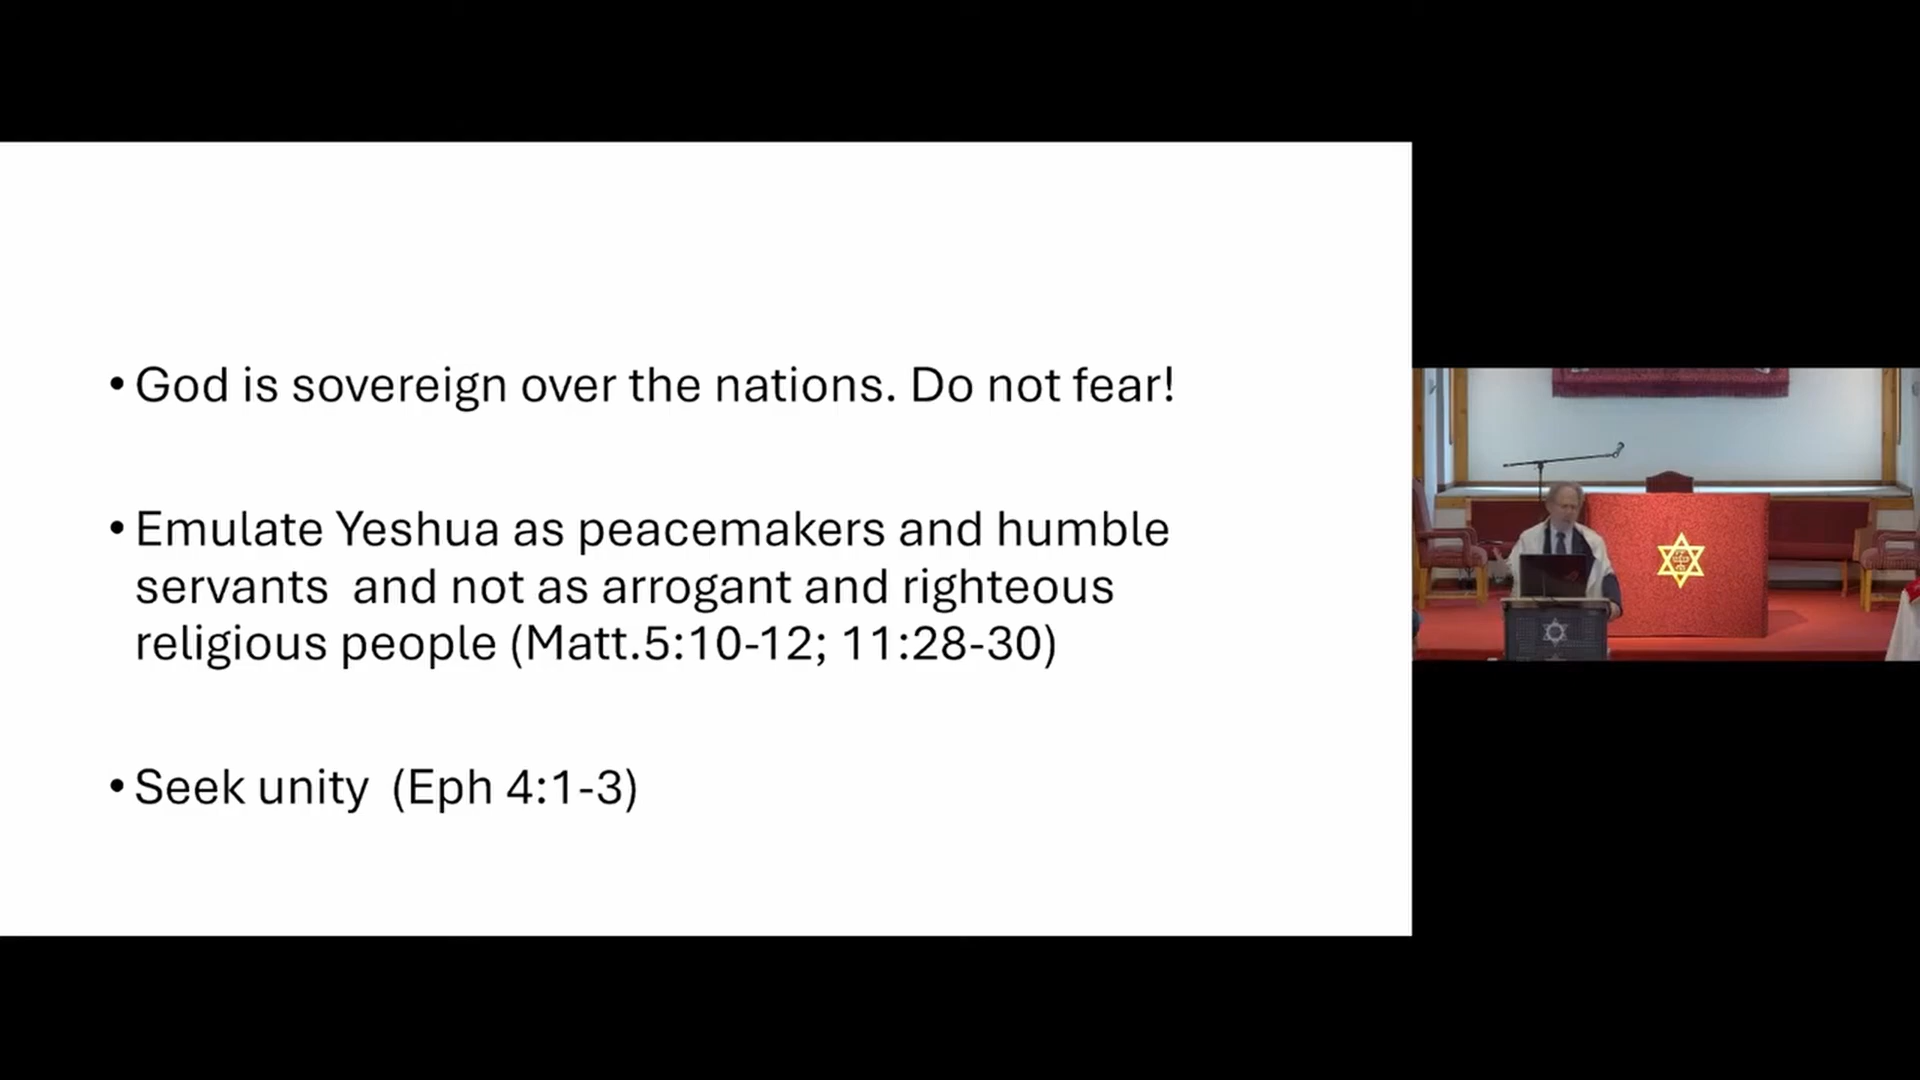 • God is sovereign over the nations. Do not fear!
• Emulate Yeshua as peacemakers and humble
servants  and not as arrogant and righteous
religious people (Matt.5:10-12; 11:28-30)
• Seek unity  (Eph 4:1-3)